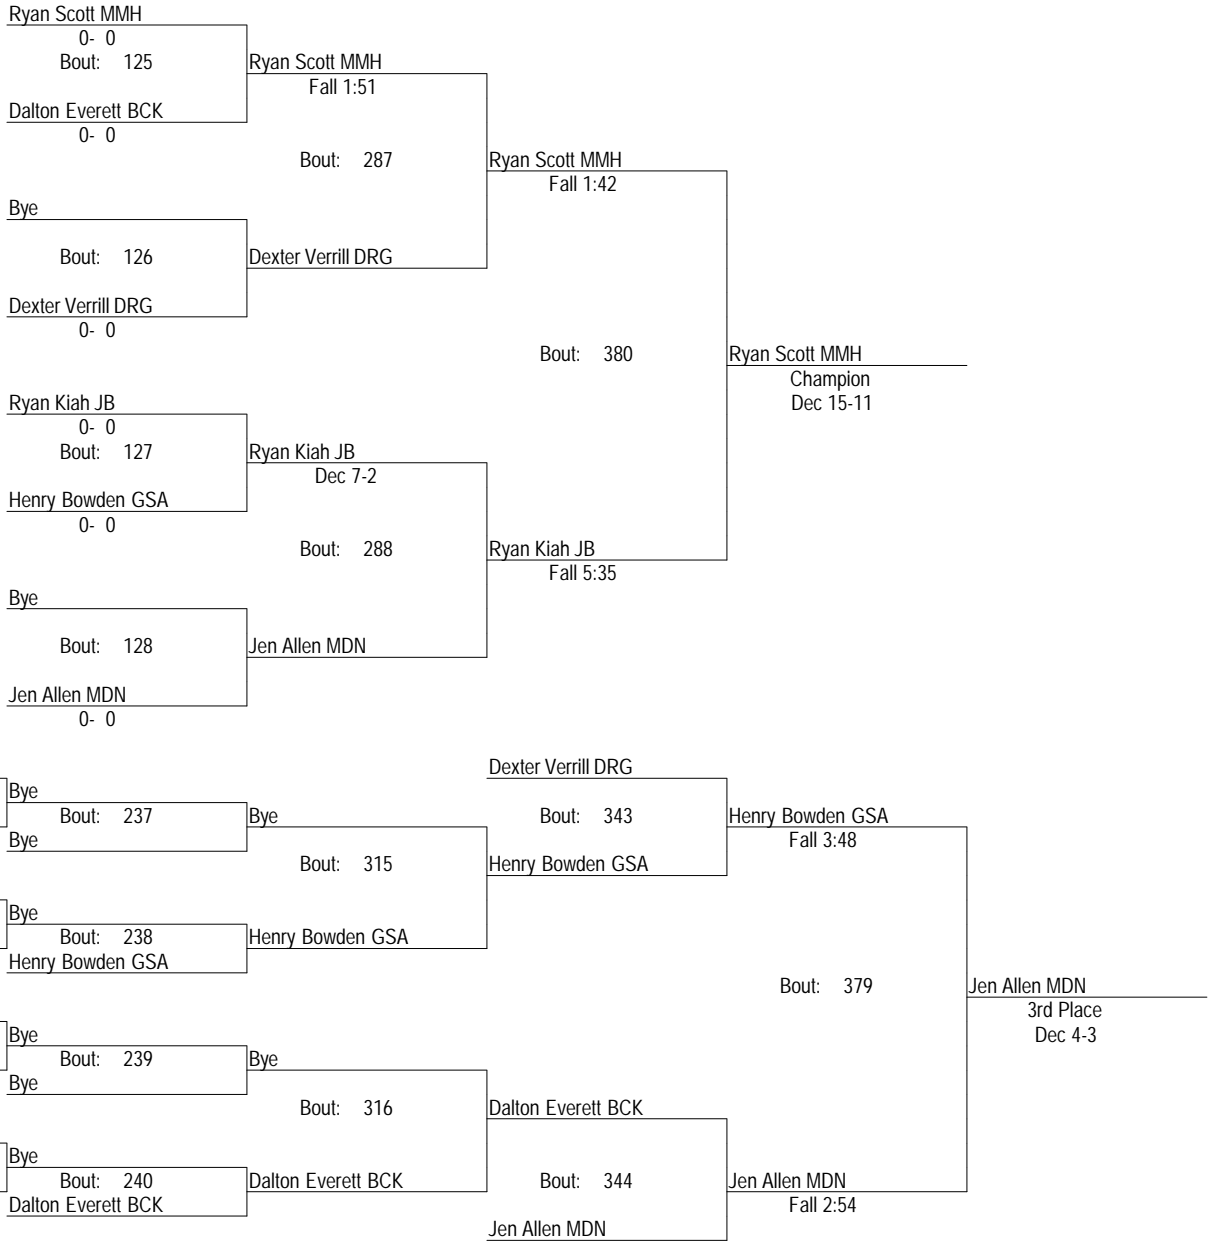 Ryan Scott MMH
0- 0
Bout: 125
Ryan Scott MMH
Fall 1:51
Dalton Everett BCK
0- 0
Bout: 287
Ryan Scott MMH
Fall 1:42
Bye
Bout: 126
Dexter Verrill DRG
Dexter Verrill DRG
0- 0
Bout: 380
Ryan Scott MMH
Champion
Dec 15-11
Ryan Kiah JB
0- 0
Bout: 127
Ryan Kiah JB
Dec 7-2
Henry Bowden GSA
0- 0
Bout: 288
Ryan Kiah JB
Fall 5:35
Bye
Bout: 128
Jen Allen MDN
Jen Allen MDN
0- 0
Dexter Verrill DRG
Bye
Bout: 237
Bye
Bout: 343
Henry Bowden GSA
Fall 3:48
Bye
Bout: 315
Henry Bowden GSA
Bye
Bout: 238
Henry Bowden GSA
Henry Bowden GSA
Bout: 379
Jen Allen MDN
3rd Place
Dec 4-3
Bye
Bout: 239
Bye
Bye
Bout: 316
Dalton Everett BCK
Bye
Bout: 240
Dalton Everett BCK
Bout: 344
Jen Allen MDN
Fall 2:54
Dalton Everett BCK
Jen Allen MDN